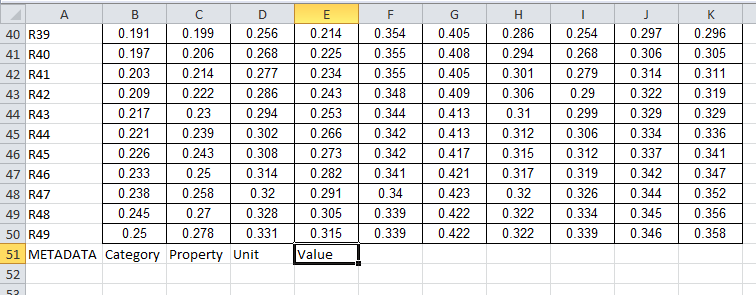 A B C D E F G H I J K
40 R39 0.191 0.199 0.256 0.214 0.354 0.405 0.286 0.254 0.297 0.296
41 R40 0.197 0.206 0.268 0.225 0.355 0.408 0.294 0.268 0.306 0.305
42 R41 0.203 0.214 0.277 0.234 0.355 0.405 0.301 0.279 0.314 0.311
43 R42 0.209 0.222 0.286 0.243 0.348 0.409 0.306 0.29 0.322 0.319
44 R43 0.217 0.23 0.294 0.253 0.344 0.413 0.31 0.299 0.329 0.329
45 R44 0.221 0.239 0.302 0.266 0.342 0.413 0.312 0.306 0.334 0.336
46 R45 0.226 0.243 0.308 0.273 0.342 0.417 0.315 0.312 0.337 0.341
47 R46 0.233 0.25 0.314 0.282 0.341 0.421 0.317 0.319 0.342 0.347
48 R47 0.238 0.258 0.32 0.291 0.34 0.423 0.32 0.326 0.344 0.352
49 R48 0.245 0.27 0.328 0.305 0.339 0.422 0.322 0.334 0.345 0.356
50 R49 0.25 0.278 0.331 0.315 0.339 0.422 0.322 0.339 0.346 0.358
51 METADATA Category Property Unit Value
52
53